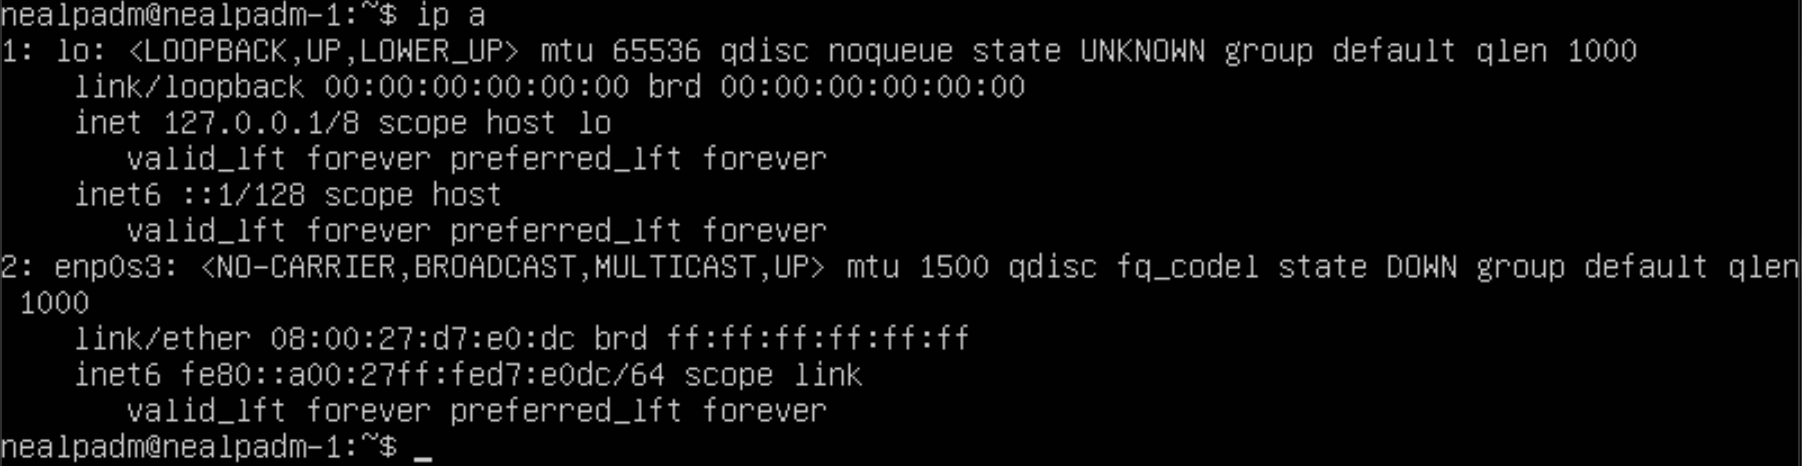 nealpadm@nealpadm-1:~$ ip a
1: lo: <LOOPBACK,UP,LOWER_UP> mtu 65536 qdisc noqueue state UNKNOWN group default qlen 1000
    link/loopback 00:00:00:00:00:00 brd 00:00:00:00:00:00
    inet 127.0.0.1/8 scope host lo
       valid_lft forever preferred_lft forever
    inet6 ::1/128 scope host
       valid_lft forever preferred_lft forever
2: enp0s3: <NO-CARRIER,BROADCAST,MULTICAST,UP> mtu 1500 qdisc fq_codel state DOWN group default qlen
 1000
    link/ether 08:00:27:d7:e0:dc brd ff:ff:ff:ff:ff:ff
    inet6 fe80::a00:27ff:fed7:e0dc/64 scope link
       valid_lft forever preferred_lft forever
nealpadm@nealpadm-1:~$ _